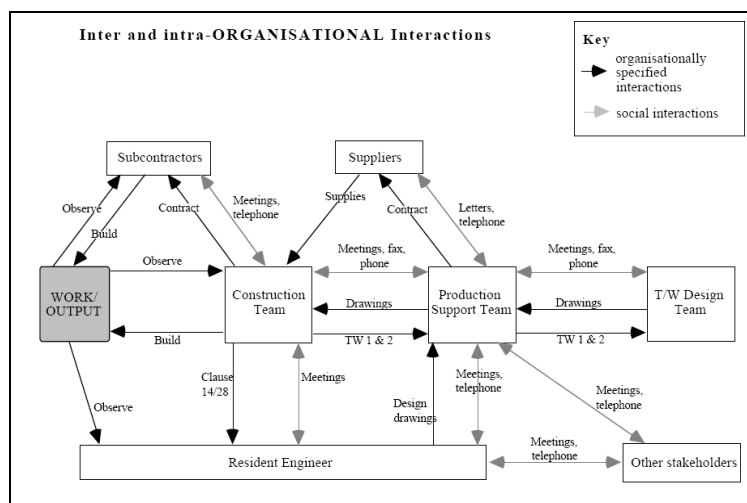 Inter and intra-ORGANISATIONAL Interactions
Key
organisationally
specified
interactions
social interactions
Subcontractors
Suppliers
Observe
Build
Contract
Meetings,
telephone
Supplies
Contract
Letters,
telephone
Observe
Meetings, fax,
phone
Meetings, fax,
phone
WORK/
OUTPUT
Construction
Team
Drawings
Production
Support Team
Drawings
T/W Design
Team
Build
TW 1 & 2
TW 1 & 2
Clause
14/28
Meetings
Design
drawings
Meetings,
telephone
Meetings,
telephone
Observe
Resident Engineer
Meetings,
telephone
Other stakeholders